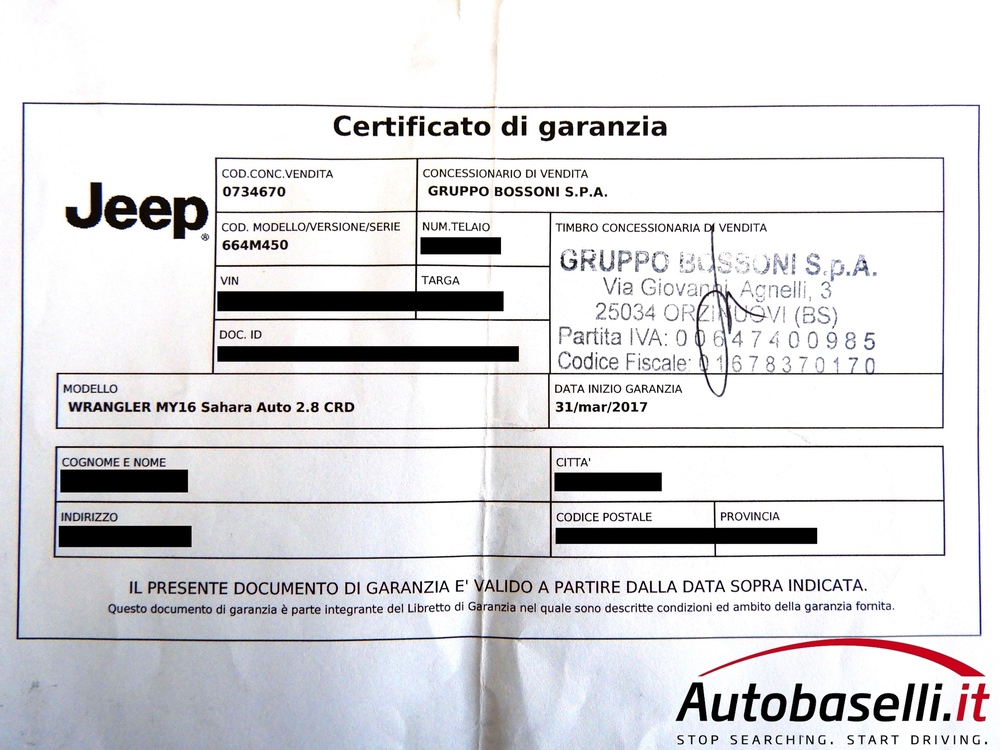 Certificato di garanzia
Jeep®
COD.CONC.VENDITA
0734670
CONCESSIONARIO DI VENDITA
GRUPPO BOSSONI S.P.A.
COD. MODELLO/VERSIONE/SERIE
664M450
NUM.TELAIO
TIMBRO CONCESSIONARIA DI VENDITA
GRUPPO BOSSONI S.p.A.
Via Giovanni Agnelli, 3
25034 ORZINUOVI (BS)
Partita IVA: 00647400985
Codice Fiscale: 01678370170
VIN
TARGA
DOC. ID
MODELLO
WRANGLER MY16 Sahara Auto 2.8 CRD
DATA INIZIO GARANZIA
31/mar/2017
COGNOME E NOME
CITTA'
INDIRIZZO
CODICE POSTALE
PROVINCIA
IL PRESENTE DOCUMENTO DI GARANZIA E' VALIDO A PARTIRE DALLA DATA SOPRA INDICATA.
Questo documento di garanzia è parte integrante del Libretto di Garanzia nel quale sono descritte condizioni ed ambito della garanzia fornita.
Autobaselli.it
STOP SEARCHING. START DRIVING.